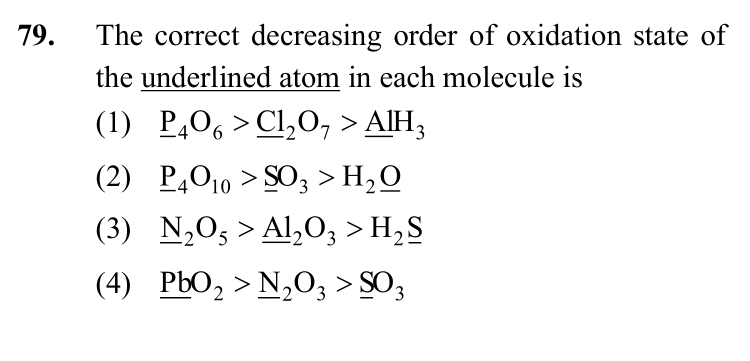 79. The correct decreasing order of oxidation state of
the underlined atom in each molecule is
(1) P₄O₆ > Cl₂O₇ > AlH₃
(2) P₄O₁₀ > SO₃ > H₂O
(3) N₂O₅ > Al₂O₃ > H₂S
(4) PbO₂ > N₂O₃ > SO₃